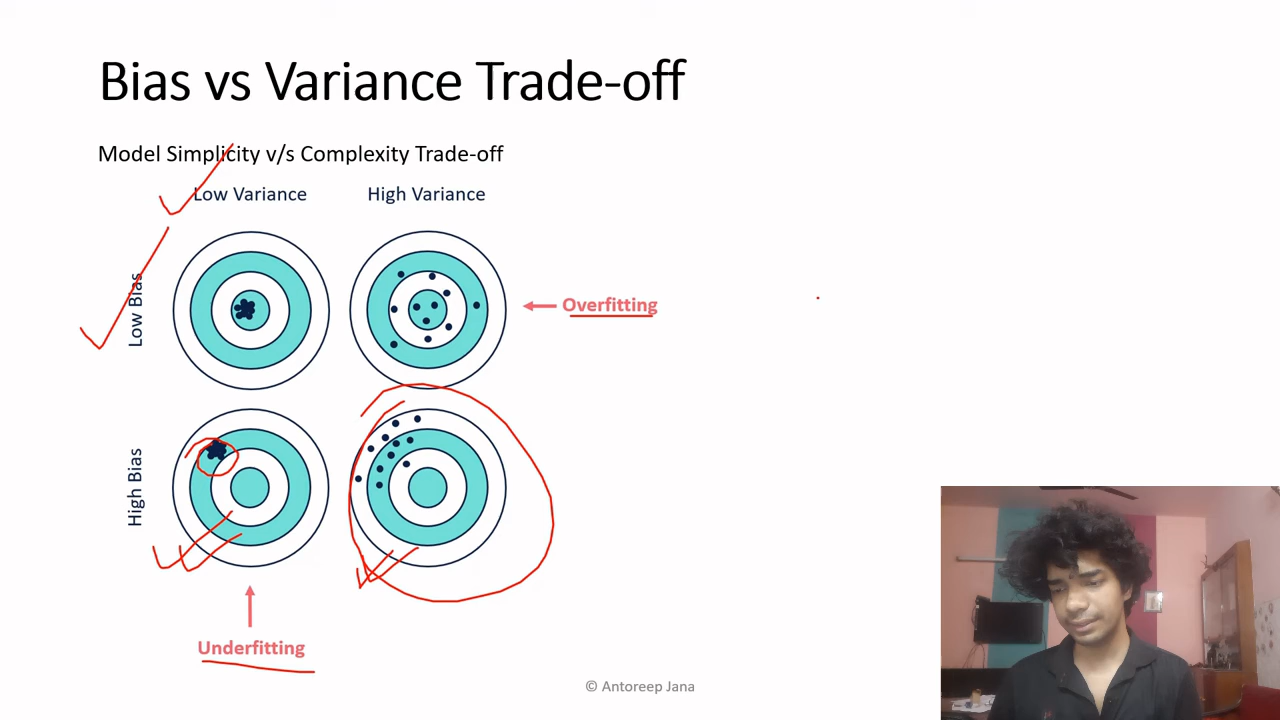 Bias vs Variance Trade-off
Model Simplicity v/s Complexity Trade-off
Low Variance
High Variance
Low Bias
Overfitting
High Bias
Underfitting
© Antoreep Jana